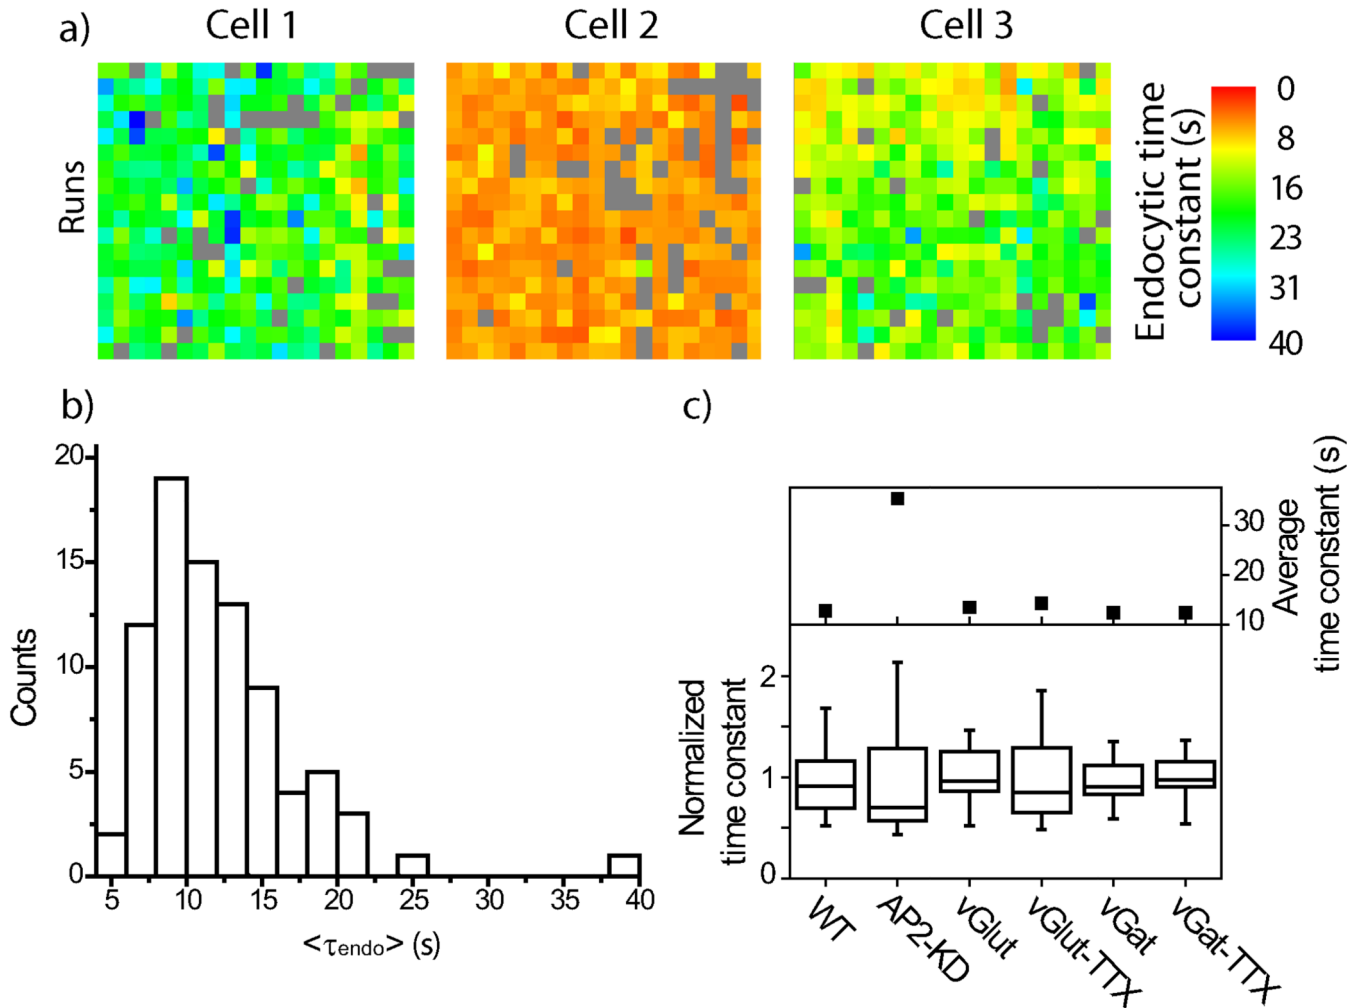 a)
Cell 1
Cell 2
Cell 3
Runs
Endocytic time
constant (s)
0
8
16
23
31
40
b)
Counts
20
15
10
5
0
5
10
15
20
25
30
35
40
<τendo> (s)
c)
Average
time constant (s)
30
20
10
Normalized
time constant
2
1
0
WT
AP2-KD
vGlut
vGlut-TTX
vGat
vGat-TTX